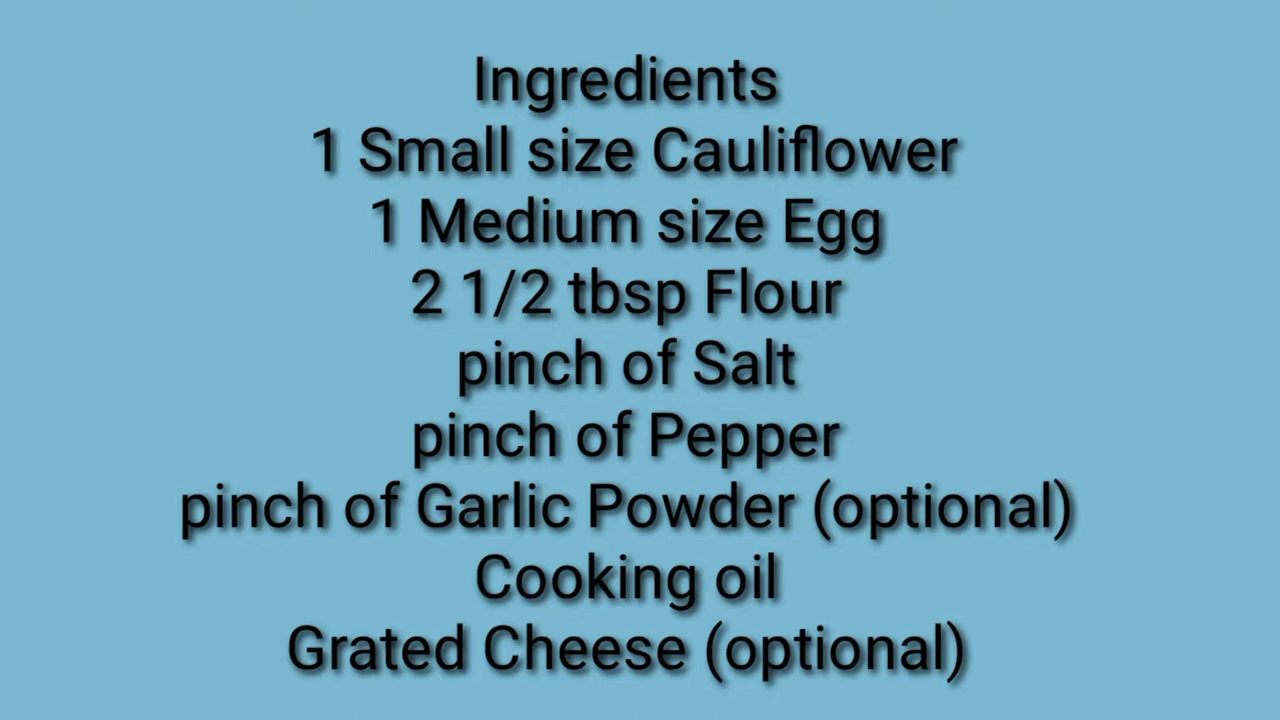 Ingredients
1 Small size Cauliflower
1 Medium size Egg
2 1/2 tbsp Flour
pinch of Salt
pinch of Pepper
pinch of Garlic Powder (optional)
Cooking oil
Grated Cheese (optional)